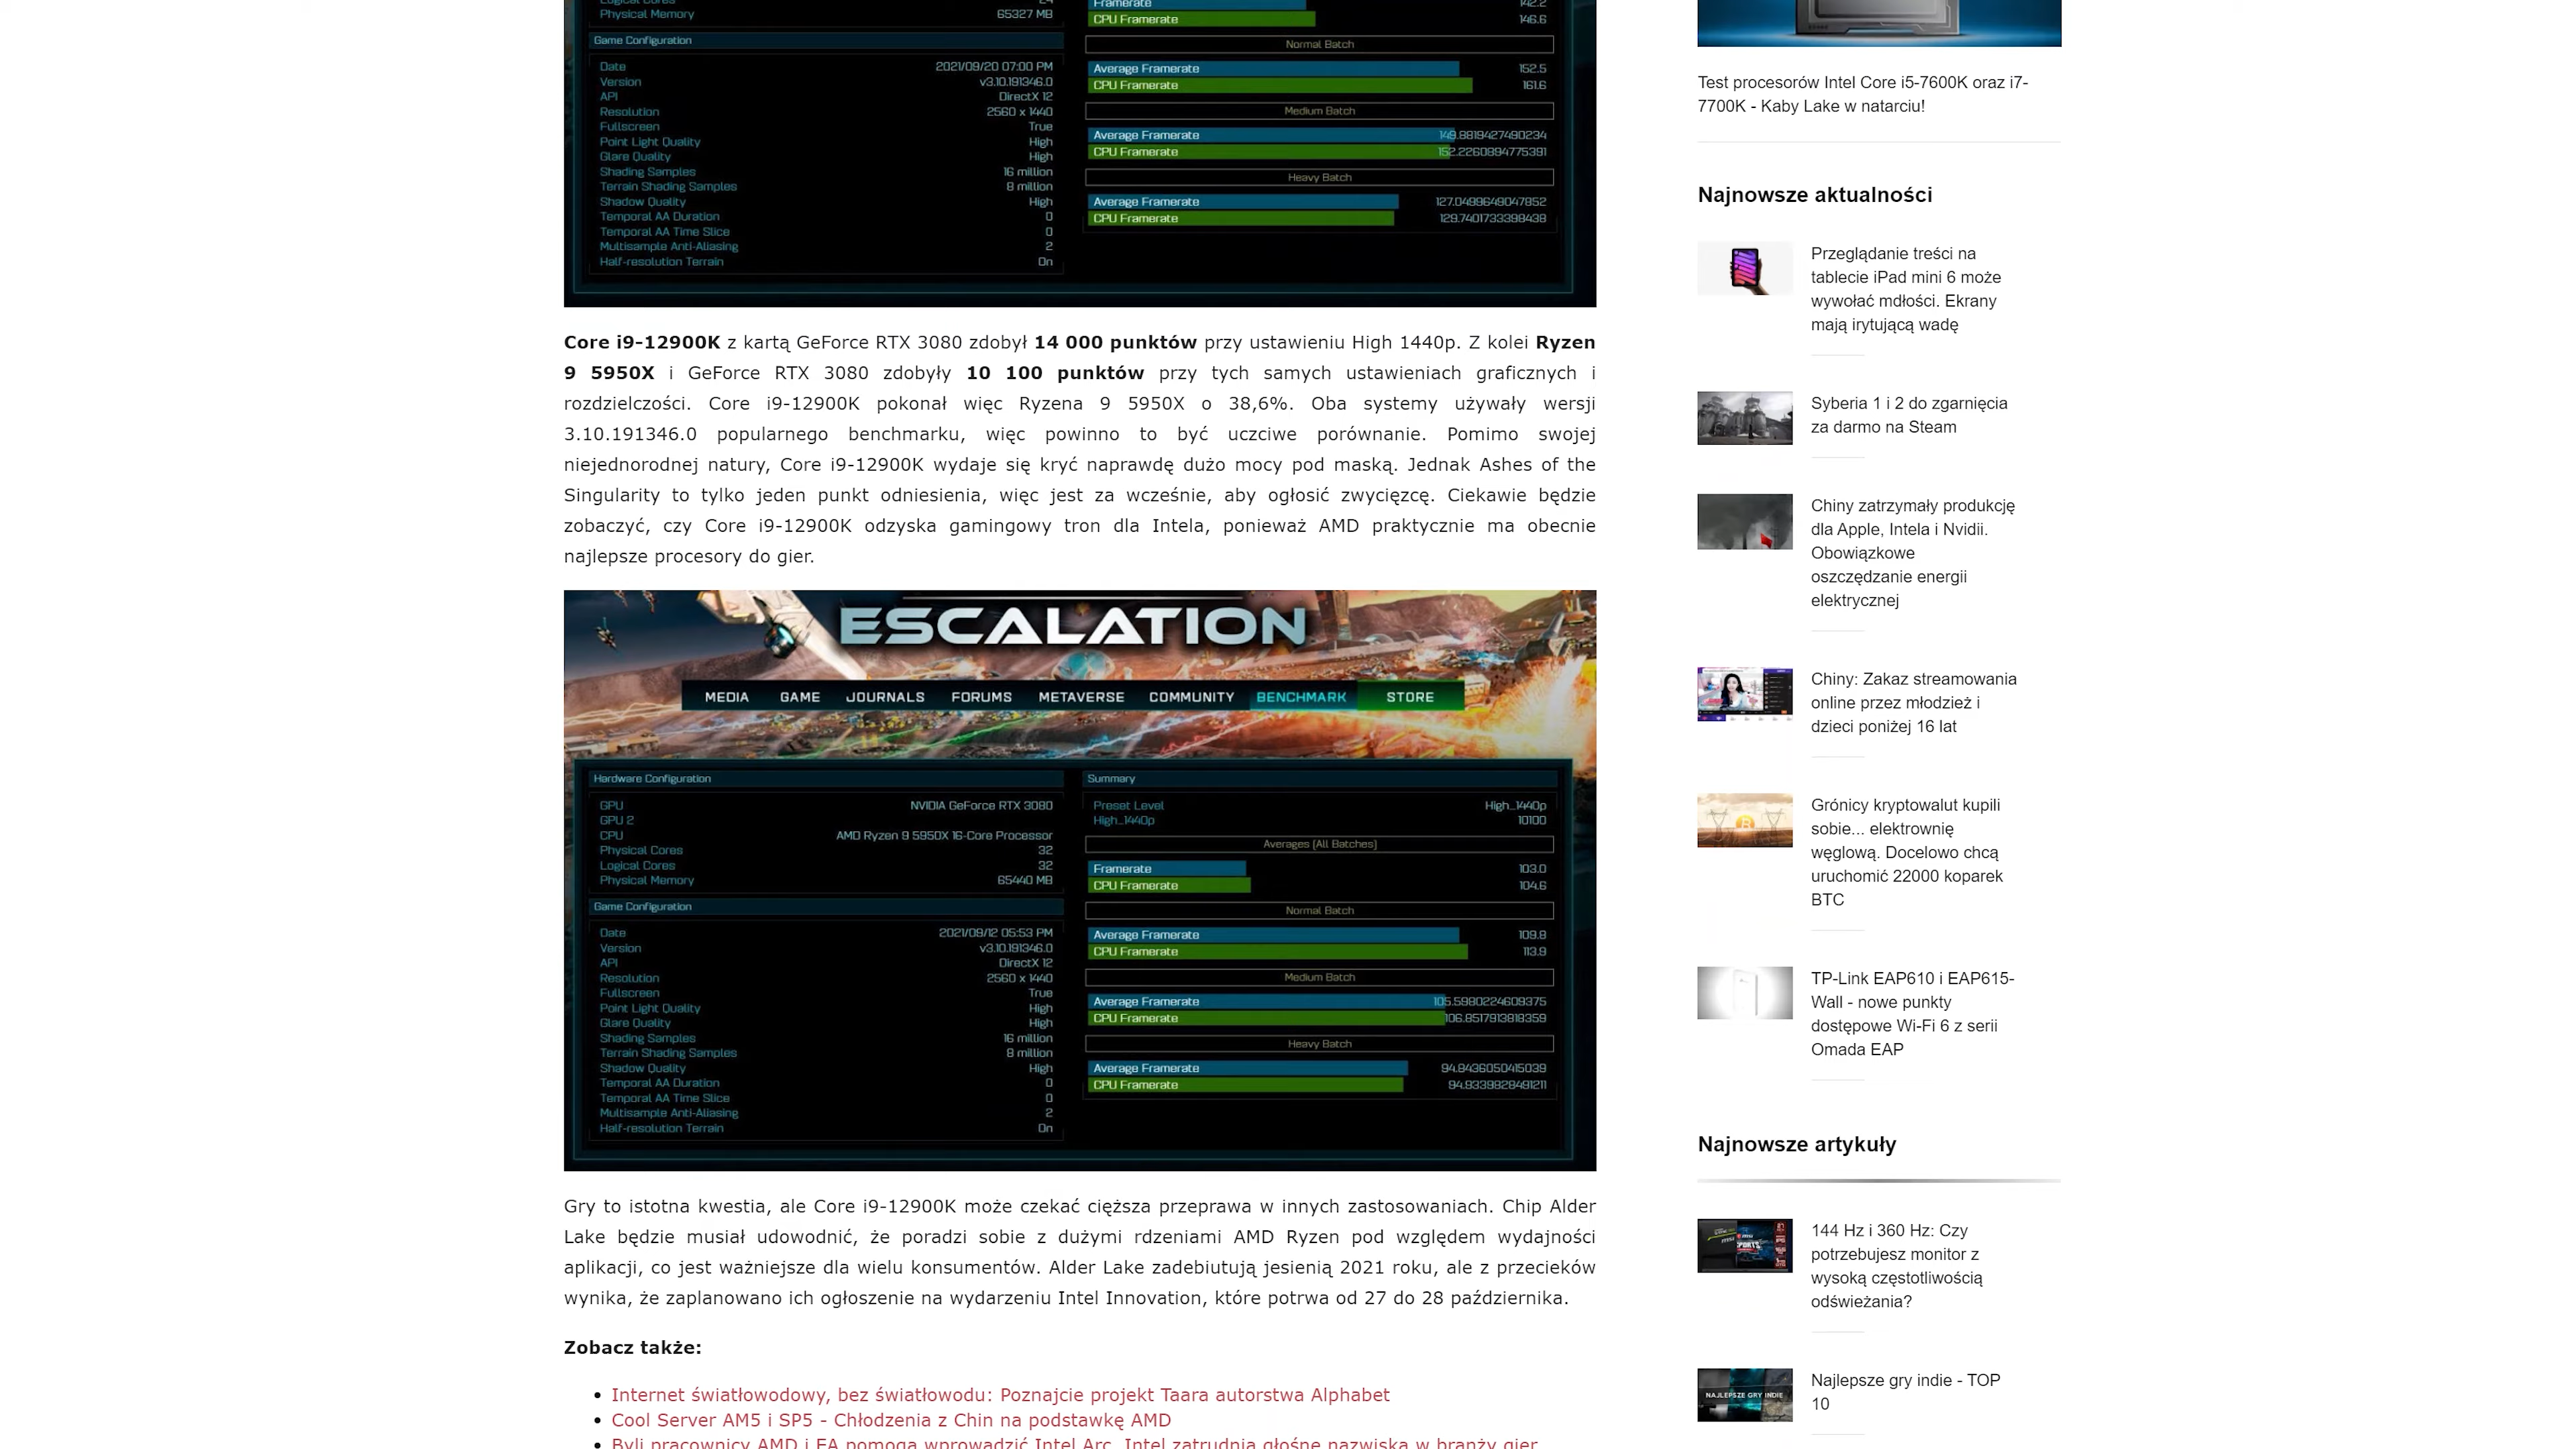 24
Physical Memory 65327 MB
Game Configuration
Date 2021/09/20 07:00 PM
Version v3.10.191346.0
API DirectX 12
Resolution 2560 x 1440
Fullscreen True
Point Light Quality High
Glare Quality High
Shading Samples 16 million
Terrain Shading Samples 8 million
Shadow Quality High
Temporal AA Duration 0
Temporal AA Time Slice 0
Multisample Anti-Aliasing 2
Half-resolution Terrain On
Framerate 142.2
CPU Framerate 146.6
Normal Batch
Average Framerate 152.5
CPU Framerate 161.6
Medium Batch
Average Framerate 149.8819427490234
CPU Framerate 152.2260894775391
Heavy Batch
Average Framerate 127.0499649047852
CPU Framerate 129.7401733398438
Core i9-12900K z kartą GeForce RTX 3080 zdobył 14 000 punktów przy ustawieniu High 1440p. Z kolei Ryzen
9 5950X i GeForce RTX 3080 zdobyły 10 100 punktów przy tych samych ustawieniach graficznych i
rozdzielczości. Core i9-12900K pokonał więc Ryzena 9 5950X o 38,6%. Oba systemy używały wersji
3.10.191346.0 popularnego benchmarku, więc powinno to być uczciwe porównanie. Pomimo swojej
niejednorodnej natury, Core i9-12900K wydaje się kryć naprawdę dużo mocy pod maską. Jednak Ashes of the
Singularity to tylko jeden punkt odniesienia, więc jest za wcześnie, aby ogłosić zwycięzcę. Ciekawie będzie
zobaczyć, czy Core i9-12900K odzyska gamingowy tron dla Intela, ponieważ AMD praktycznie ma obecnie
najlepsze procesory do gier.
ESCALATION
MEDIA GAME JOURNALS FORUMS METAVERSE COMMUNITY BENCHMARK STORE
Hardware Configuration
GPU NVIDIA GeForce RTX 3080
GPU 2
CPU AMD Ryzen 9 5950X 16-Core Processor
Physical Cores 32
Logical Cores 32
Physical Memory 65440 MB
Game Configuration
Date 2021/09/12 05:53 PM
Version v3.10.191346.0
API DirectX 12
Resolution 2560 x 1440
Fullscreen True
Point Light Quality High
Glare Quality High
Shading Samples 16 million
Terrain Shading Samples 8 million
Shadow Quality High
Temporal AA Duration 0
Temporal AA Time Slice 0
Multisample Anti-Aliasing 2
Half-resolution Terrain On
Summary
Preset Level High_1440p
High_1440p 10100
Averages (All Batches)
Framerate 103.0
CPU Framerate 104.6
Normal Batch
Average Framerate 109.8
CPU Framerate 113.9
Medium Batch
Average Framerate 105.5980224609375
CPU Framerate 106.8517913818359
Heavy Batch
Average Framerate 94.8436050415039
CPU Framerate 94.9339828491211
Gry to istotna kwestia, ale Core i9-12900K może czekać cięższa przeprawa w innych zastosowaniach. Chip Alder
Lake będzie musiał udowodnić, że poradzi sobie z dużymi rdzeniami AMD Ryzen pod względem wydajności
aplikacji, co jest ważniejsze dla wielu konsumentów. Alder Lake zadebiutują jesienią 2021 roku, ale z przecieków
wynika, że zaplanowano ich ogłoszenie na wydarzeniu Intel Innovation, które potrwa od 27 do 28 października.
Zobacz także:
• Internet światłowodowy, bez światłowodu: Poznajcie projekt Taara autorstwa Alphabet
• Cool Server AM5 i SP5 - Chłodzenia z Chin na podstawkę AMD
• Byli pracownicy AMD i EA pomogą wprowadzić Intel Arc. Intel zatrudnia głośne nazwiska w branży gier
Test procesorów Intel Core i5-7600K oraz i7-
7700K - Kaby Lake w natarciu!
Najnowsze aktualności
Przeglądanie treści na
tablecie iPad mini 6 może
wywołać mdłości. Ekrany
mają irytującą wadę
Syberia 1 i 2 do zgarnięcia
za darmo na Steam
Chiny zatrzymały produkcję
dla Apple, Intela i Nvidii.
Obowiązkowe
oszczędzanie energii
elektrycznej
Chiny: Zakaz streamowania
online przez młodzież i
dzieci poniżej 16 lat
Grónicy kryptowalut kupili
sobie... elektrownię
węglową. Docelowo chcą
uruchomić 22000 koparek
BTC
TP-Link EAP610 i EAP615-
Wall - nowe punkty
dostępowe Wi-Fi 6 z serii
Omada EAP
Najnowsze artykuły
144 Hz i 360 Hz: Czy
potrzebujesz monitor z
wysoką częstotliwością
odświeżania?
NAJLEPSZE GRY INDIE
Najlepsze gry indie - TOP
10